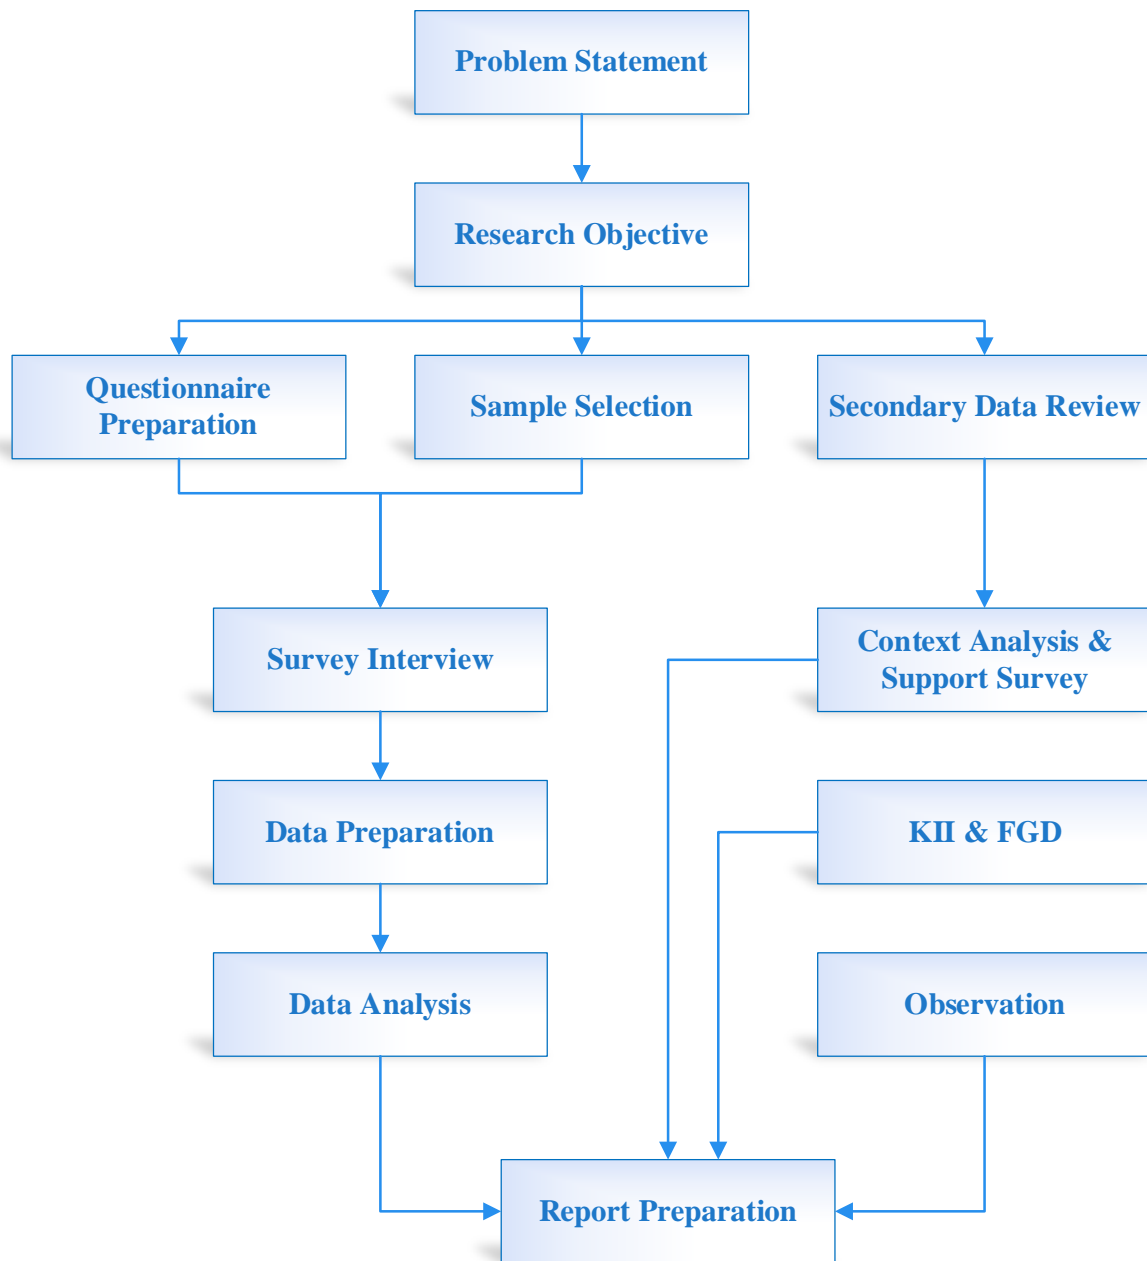 Problem Statement
Research Objective
Questionnaire
Preparation
Sample Selection
Secondary Data Review
Survey Interview
Context Analysis &
Support Survey
Data Preparation
KII & FGD
Data Analysis
Observation
Report Preparation